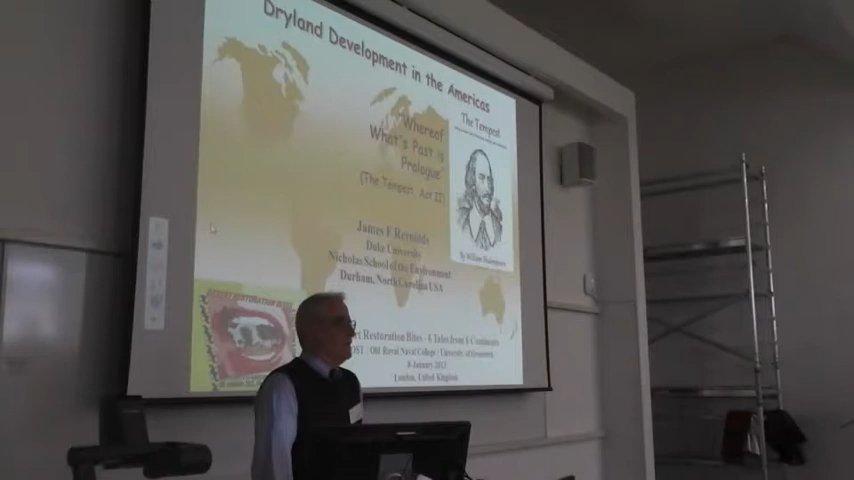 Dryland Development in the Americas
"Whereof
What's Past is
Prologue"
(The Tempest, Act II)
The Tempest
By William Shakespeare
James F Reynolds
Duke University
Nicholas School of the Environment
Durham, North Carolina USA
Restoration Bites - 6 Tales from 6 Continents
Old Royal Naval College / University of Greenwich
8 January 2013
London, United Kingdom